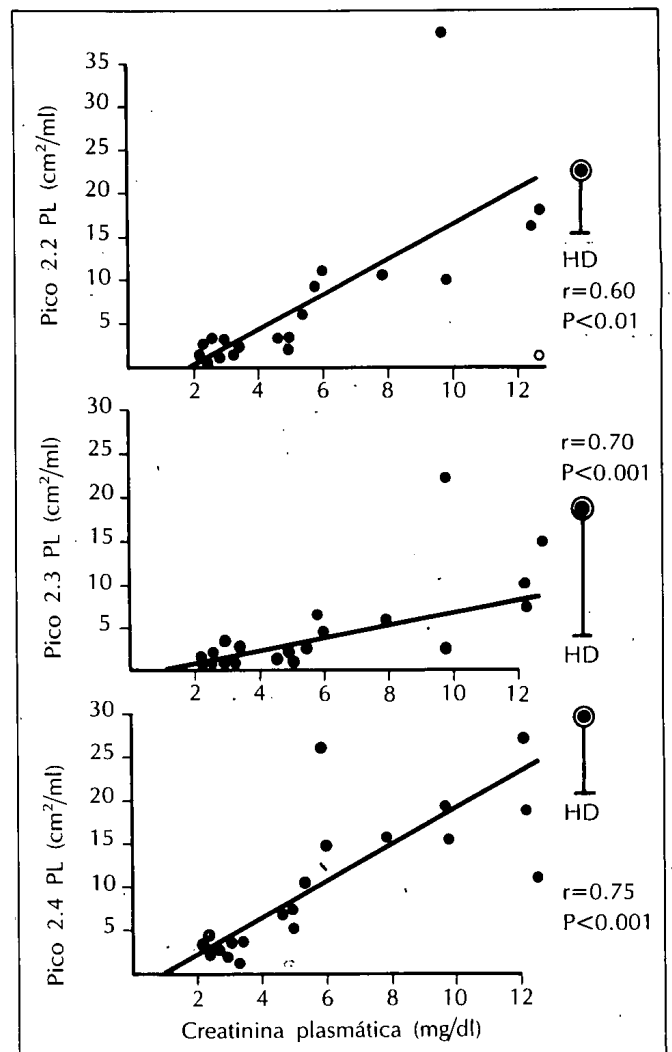 Pico 2.2 PL (cm²/ml)
35
30
25
20
15
10
5
2 4 6 8 10 12
HD
r=0.60
P<0.01
Pico 2.3 PL (cm²/ml)
30
25
20
15
10
5
2 4 6 8 10 12
r=0.70
P<0.001
HD
Pico 2.4 PL (cm²/ml)
30
25
20
15
10
5
2 4 6 8 10 12
HD
r=0.75
P<0.001
Creatinina plasmática (mg/dl)